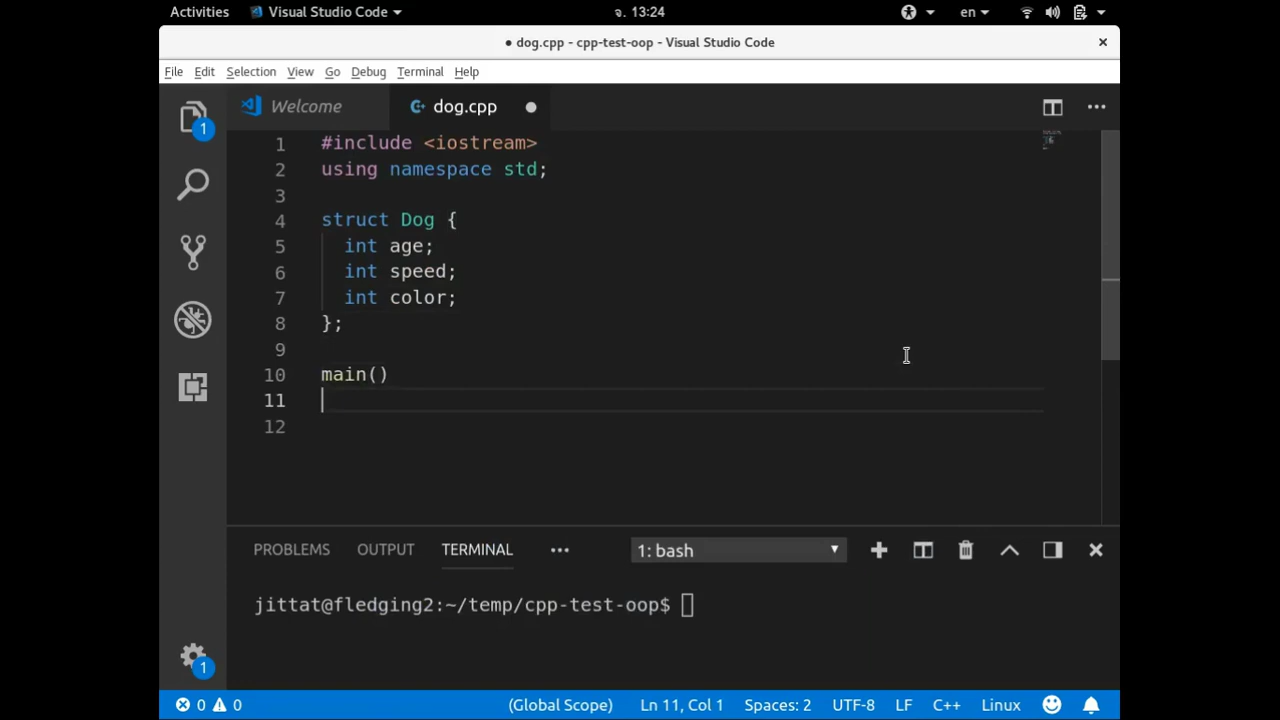 Activities Visual Studio Code จ. 13:24 en
● dog.cpp - cpp-test-oop - Visual Studio Code
File Edit Selection View Go Debug Terminal Help
Welcome dog.cpp
1 #include <iostream>
2 using namespace std;
3
4 struct Dog {
5 int age;
6 int speed;
7 int color;
8 };
9
10 main()
11
12
PROBLEMS OUTPUT TERMINAL ••• 1: bash
jittat@fledging2:~/temp/cpp-test-oop$
1
1
0 0 (Global Scope) Ln 11, Col 1 Spaces: 2 UTF-8 LF C++ Linux